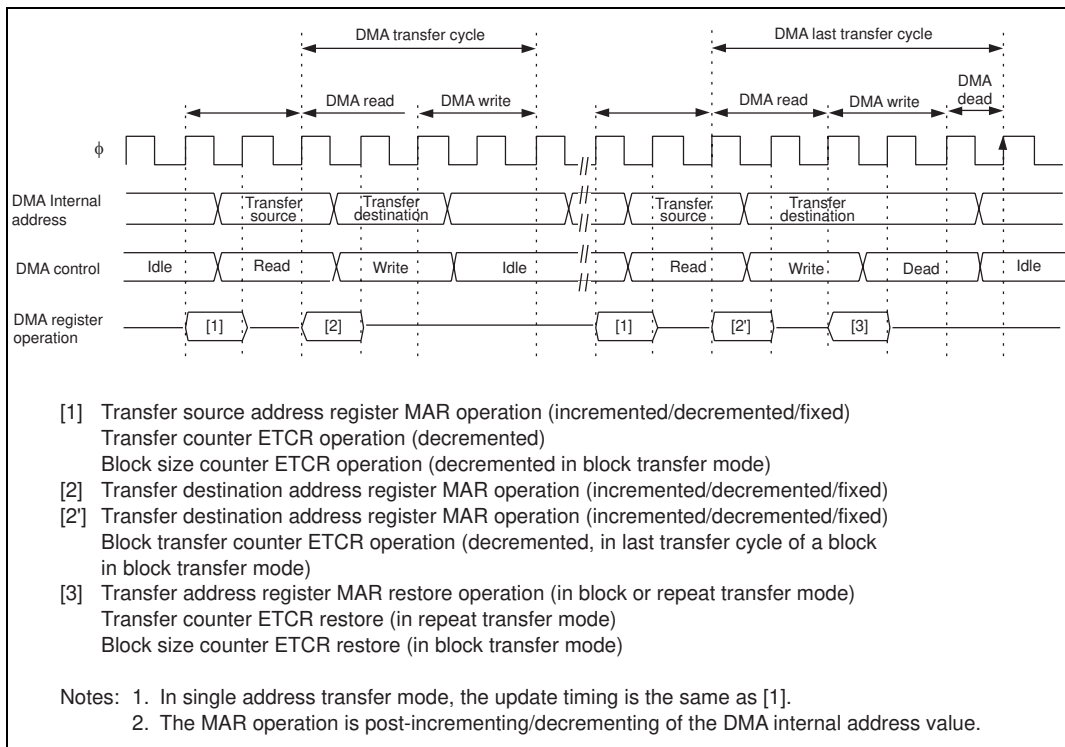 DMA transfer cycle
DMA last transfer cycle
DMA read
DMA write
DMA read
DMA write
DMA
dead
ϕ
DMA Internal
address
Transfer
source
Transfer
destination
Transfer
source
Transfer
destination
DMA control
Idle
Read
Write
Idle
Read
Write
Dead
Idle
DMA register
operation
[1]
[2]
[1]
[2']
[3]
[1] Transfer source address register MAR operation (incremented/decremented/fixed)
Transfer counter ETCR operation (decremented)
Block size counter ETCR operation (decremented in block transfer mode)
[2] Transfer destination address register MAR operation (incremented/decremented/fixed)
[2'] Transfer destination address register MAR operation (incremented/decremented/fixed)
Block transfer counter ETCR operation (decremented, in last transfer cycle of a block
in block transfer mode)
[3] Transfer address register MAR restore operation (in block or repeat transfer mode)
Transfer counter ETCR restore (in repeat transfer mode)
Block size counter ETCR restore (in block transfer mode)
Notes: 1. In single address transfer mode, the update timing is the same as [1].
2. The MAR operation is post-incrementing/decrementing of the DMA internal address value.